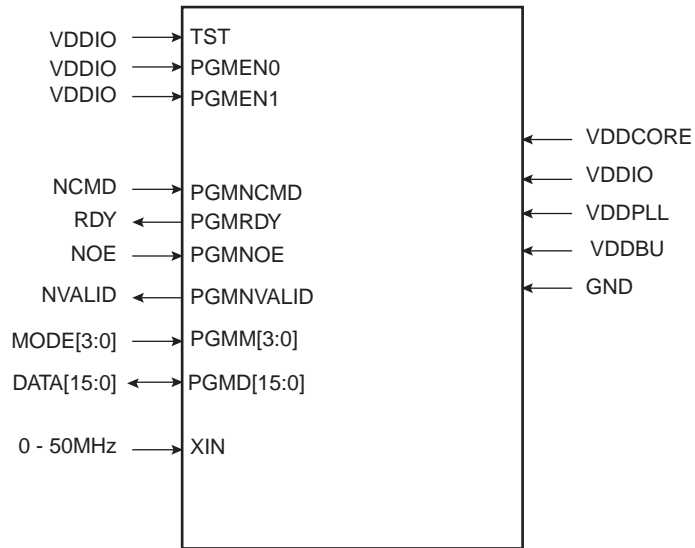 VDDIO TST
VDDIO PGMEN0
VDDIO PGMEN1
VDDCORE
VDDIO
NCMD PGMNCMD
VDDPLL
RDY PGMRDY
VDDBU
NOE PGMNOE
GND
NVALID PGMNVALID
MODE[3:0] PGMM[3:0]
DATA[15:0] PGMD[15:0]
0 - 50MHz XIN